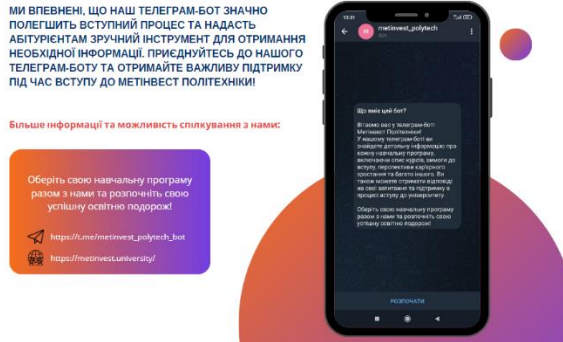 МИ ВПЕВНЕНІ, ЩО НАШ ТЕЛЕГРАМ-БОТ ЗНАЧНО
ПОЛЕГШИТЬ ВСТУПНИЙ ПРОЦЕС ТА НАДАСТЬ
АБІТУРІЄНТАМ ЗРУЧНИЙ ІНСТРУМЕНТ ДЛЯ ОТРИМАННЯ
НЕОБХІДНОЇ ІНФОРМАЦІЇ. ПРИЄДНУЙТЕСЬ ДО НАШОГО
ТЕЛЕГРАМ-БОТУ ТА ОТРИМАЙТЕ ВАЖЛИВУ ПІДТРИМКУ
ПІД ЧАС ВСТУПУ ДО МЕТІНВЕСТ ПОЛІТЕХНІКИ!
Більше інформації та можливість спілкування з нами:
Оберіть свою навчальну програму
разом з нами та розпочніть свою
успішну освітню подорож!
https://t.me/metinvest_polytech_bot
https://metinvest.university/
M
metinvest_polytech
Що вміє цей бот?
Вітаємо вас у телеграм-боті
Метінвест Політехніки!
У нашому телеграм-боті ви
знайдете детальну інформацію про
кожну навчальну програму,
включаючи опис курсів, вимоги до
вступу, перспективи кар'єрного
зростання та багато іншого. Ви
також можете отримати відповіді
на свої запитання та підтримку в
процесі вступу до університету.
Оберіть свою навчальну програму
разом з нами та розпочніть свою
успішну освітню подорож!
РОЗПОЧАТИ